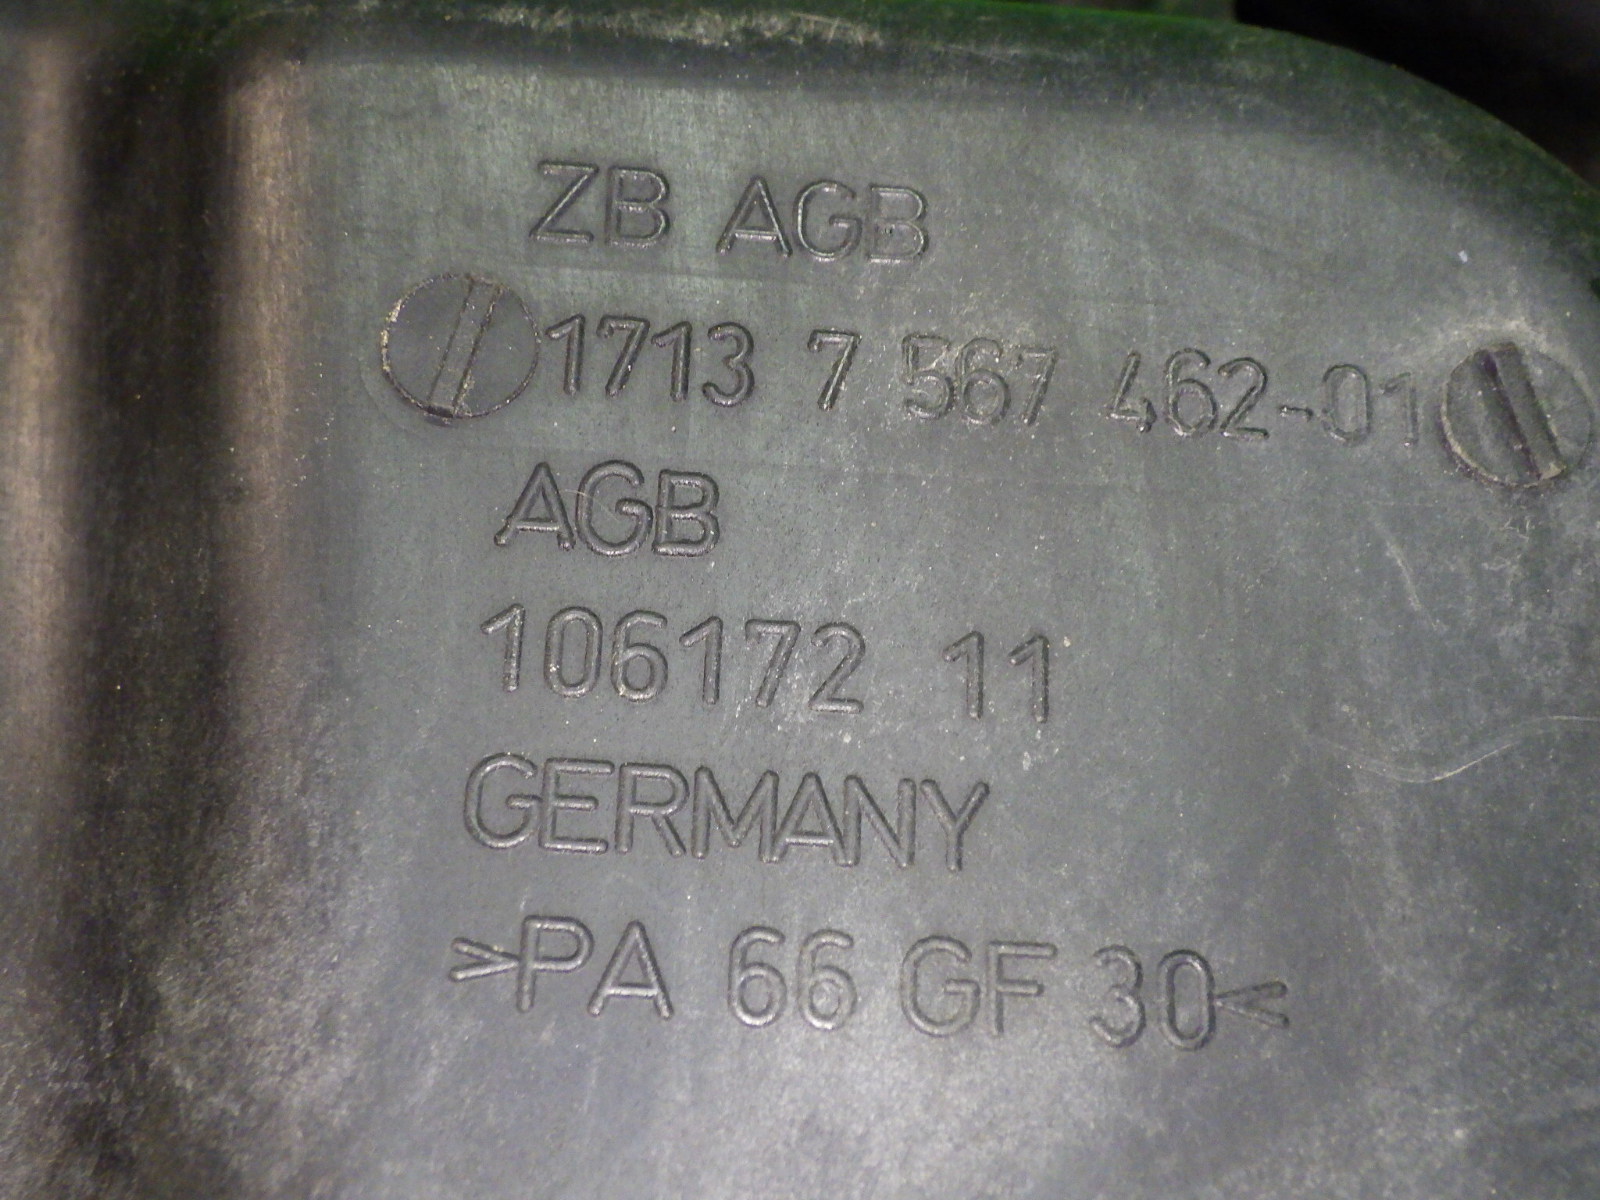 ZB AGB
1713 7 567 462-01
AGB
106172 11
GERMANY
>PA 66 GF 30<